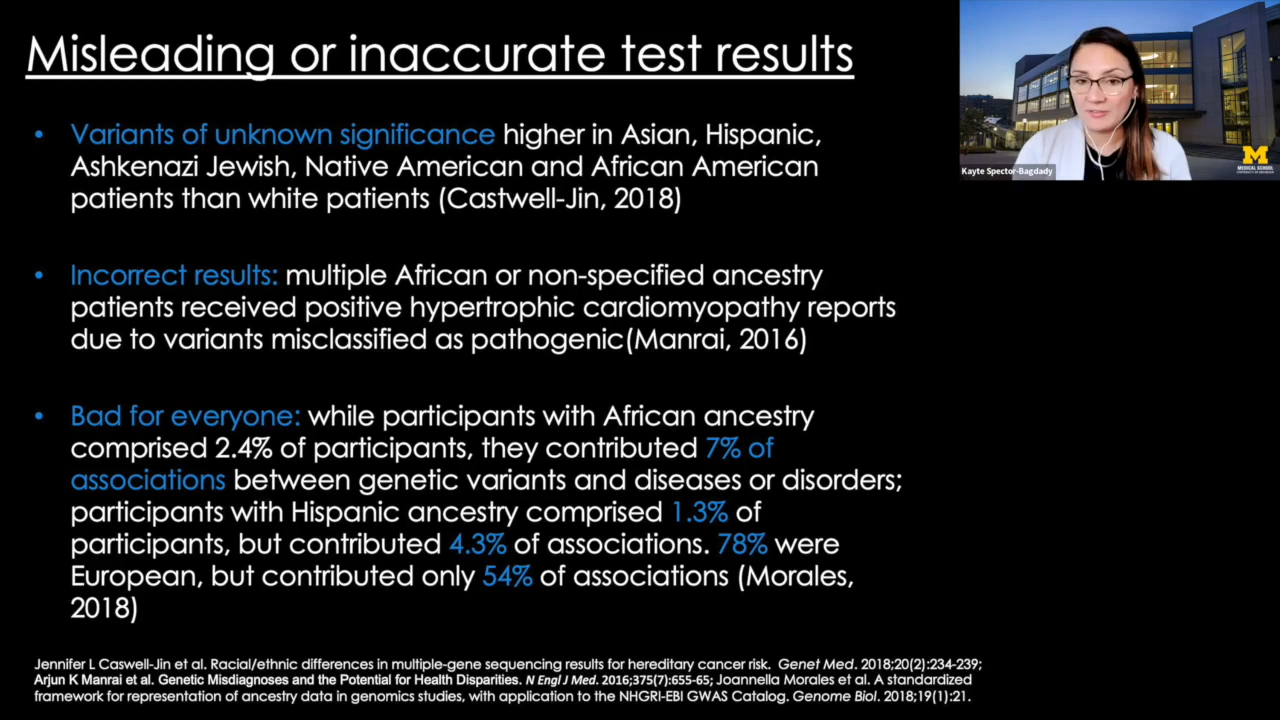 Misleading or inaccurate test results
• Variants of unknown significance higher in Asian, Hispanic,
Ashkenazi Jewish, Native American and African American
patients than white patients (Castwell-Jin, 2018)
• Incorrect results: multiple African or non-specified ancestry
patients received positive hypertrophic cardiomyopathy reports
due to variants misclassified as pathogenic(Manrai, 2016)
• Bad for everyone: while participants with African ancestry
comprised 2.4% of participants, they contributed 7% of
associations between genetic variants and diseases or disorders;
participants with Hispanic ancestry comprised 1.3% of
participants, but contributed 4.3% of associations. 78% were
European, but contributed only 54% of associations (Morales,
2018)
Jennifer L Caswell-Jin et al. Racial/ethnic differences in multiple-gene sequencing results for hereditary cancer risk. Genet Med. 2018;20(2):234-239;
Arjun K Manrai et al. Genetic Misdiagnoses and the Potential for Health Disparities. N Engl J Med. 2016;375(7):655-65; Joannella Morales et al. A standardized
framework for representation of ancestry data in genomics studies, with application to the NHGRI-EBI GWAS Catalog. Genome Biol. 2018;19(1):21.
Kayte Spector-Bagdady
M
MEDICAL SCHOOL
UNIVERSITY OF MICHIGAN